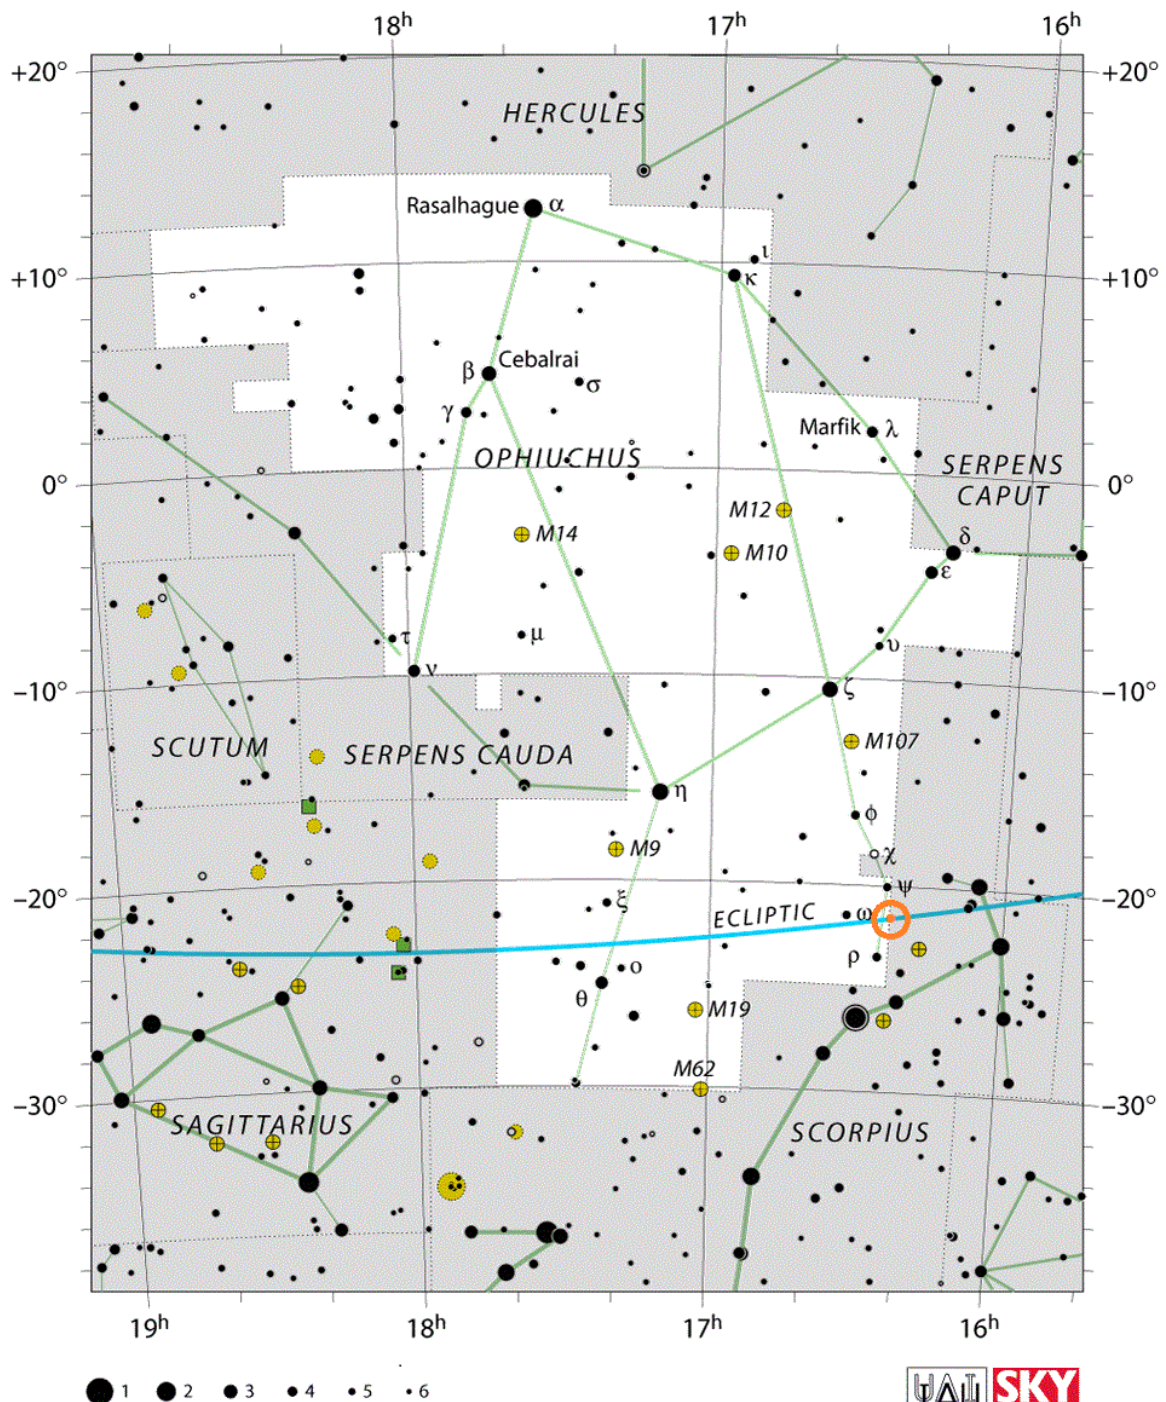 18h 17h 16h
+20° +20°
HERCULES
Rasalhague α
ι
+10° κ +10°
Cebalrai
β σ
γ Marfik λ
OPHIUCHUS SERPENS
CAPUT
0° 0°
M12
M14 δ
M10 ε
τ μ υ
ν
−10° ζ −10°
SCUTUM SERPENS CAUDA M107
η
φ
M9 χ
ψ
−20° ξ −20°
ECLIPTIC ω
ο ρ
θ
M19
M62
−30° −30°
SAGITTARIUS SCORPIUS
19h 18h 17h 16h
1 2 3 4 5 6
IAU SKY